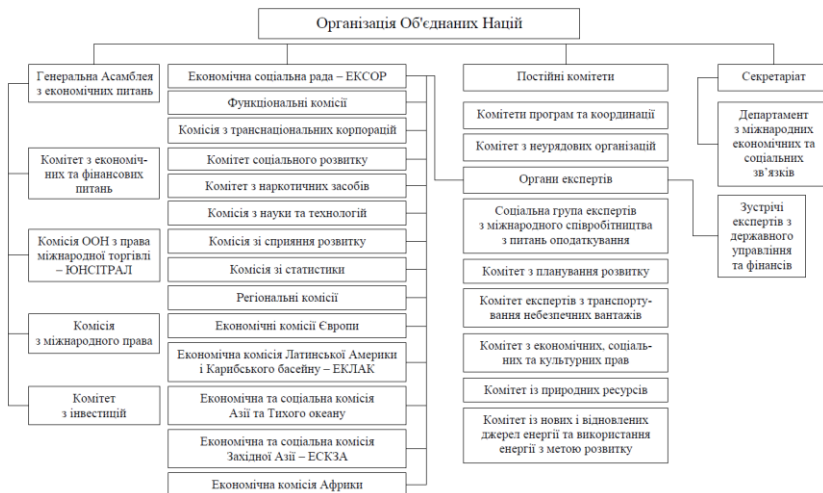 Організація Об'єднаних Націй
Генеральна Асамблея
з економічних питань
Комітет з економіч-
них та фінансових
питань
Комісія ООН з права
міжнародної торгівлі
– ЮНСІТРАЛ
Комісія
з міжнародного права
Комітет
з інвестицій
Економічна соціальна рада – ЕКСОР
Функціональні комісії
Комісія з транснаціональних корпорацій
Комітет соціального розвитку
Комітет з наркотичних засобів
Комісія з науки та технологій
Комісія зі сприяння розвитку
Комісія зі статистики
Регіональні комісії
Економічні комісії Європи
Економічна комісія Латинської Америки
і Карибського басейну – ЕКЛАК
Економічна та соціальна комісія
Азії та Тихого океану
Економічна та соціальна комісія
Західної Азії – ЕСКЗА
Економічна комісія Африки
Постійні комітети
Комітети програм та координації
Комітет з неурядових організацій
Органи експертів
Соціальна група експертів
з міжнародного співробітництва
з питань оподаткування
Комітет з планування розвитку
Комітет експертів з транспорту-
вання небезпечних вантажів
Комітет з економічних, соціаль-
них та культурних прав
Комітет із природних ресурсів
Комітет із нових і відновлених
джерел енергії та використання
енергії з метою розвитку
Секретаріат
Департамент
з міжнародних
економічних та
соціальних
зв’язків
Зустрічі
експертів з
державного
управління
та фінансів